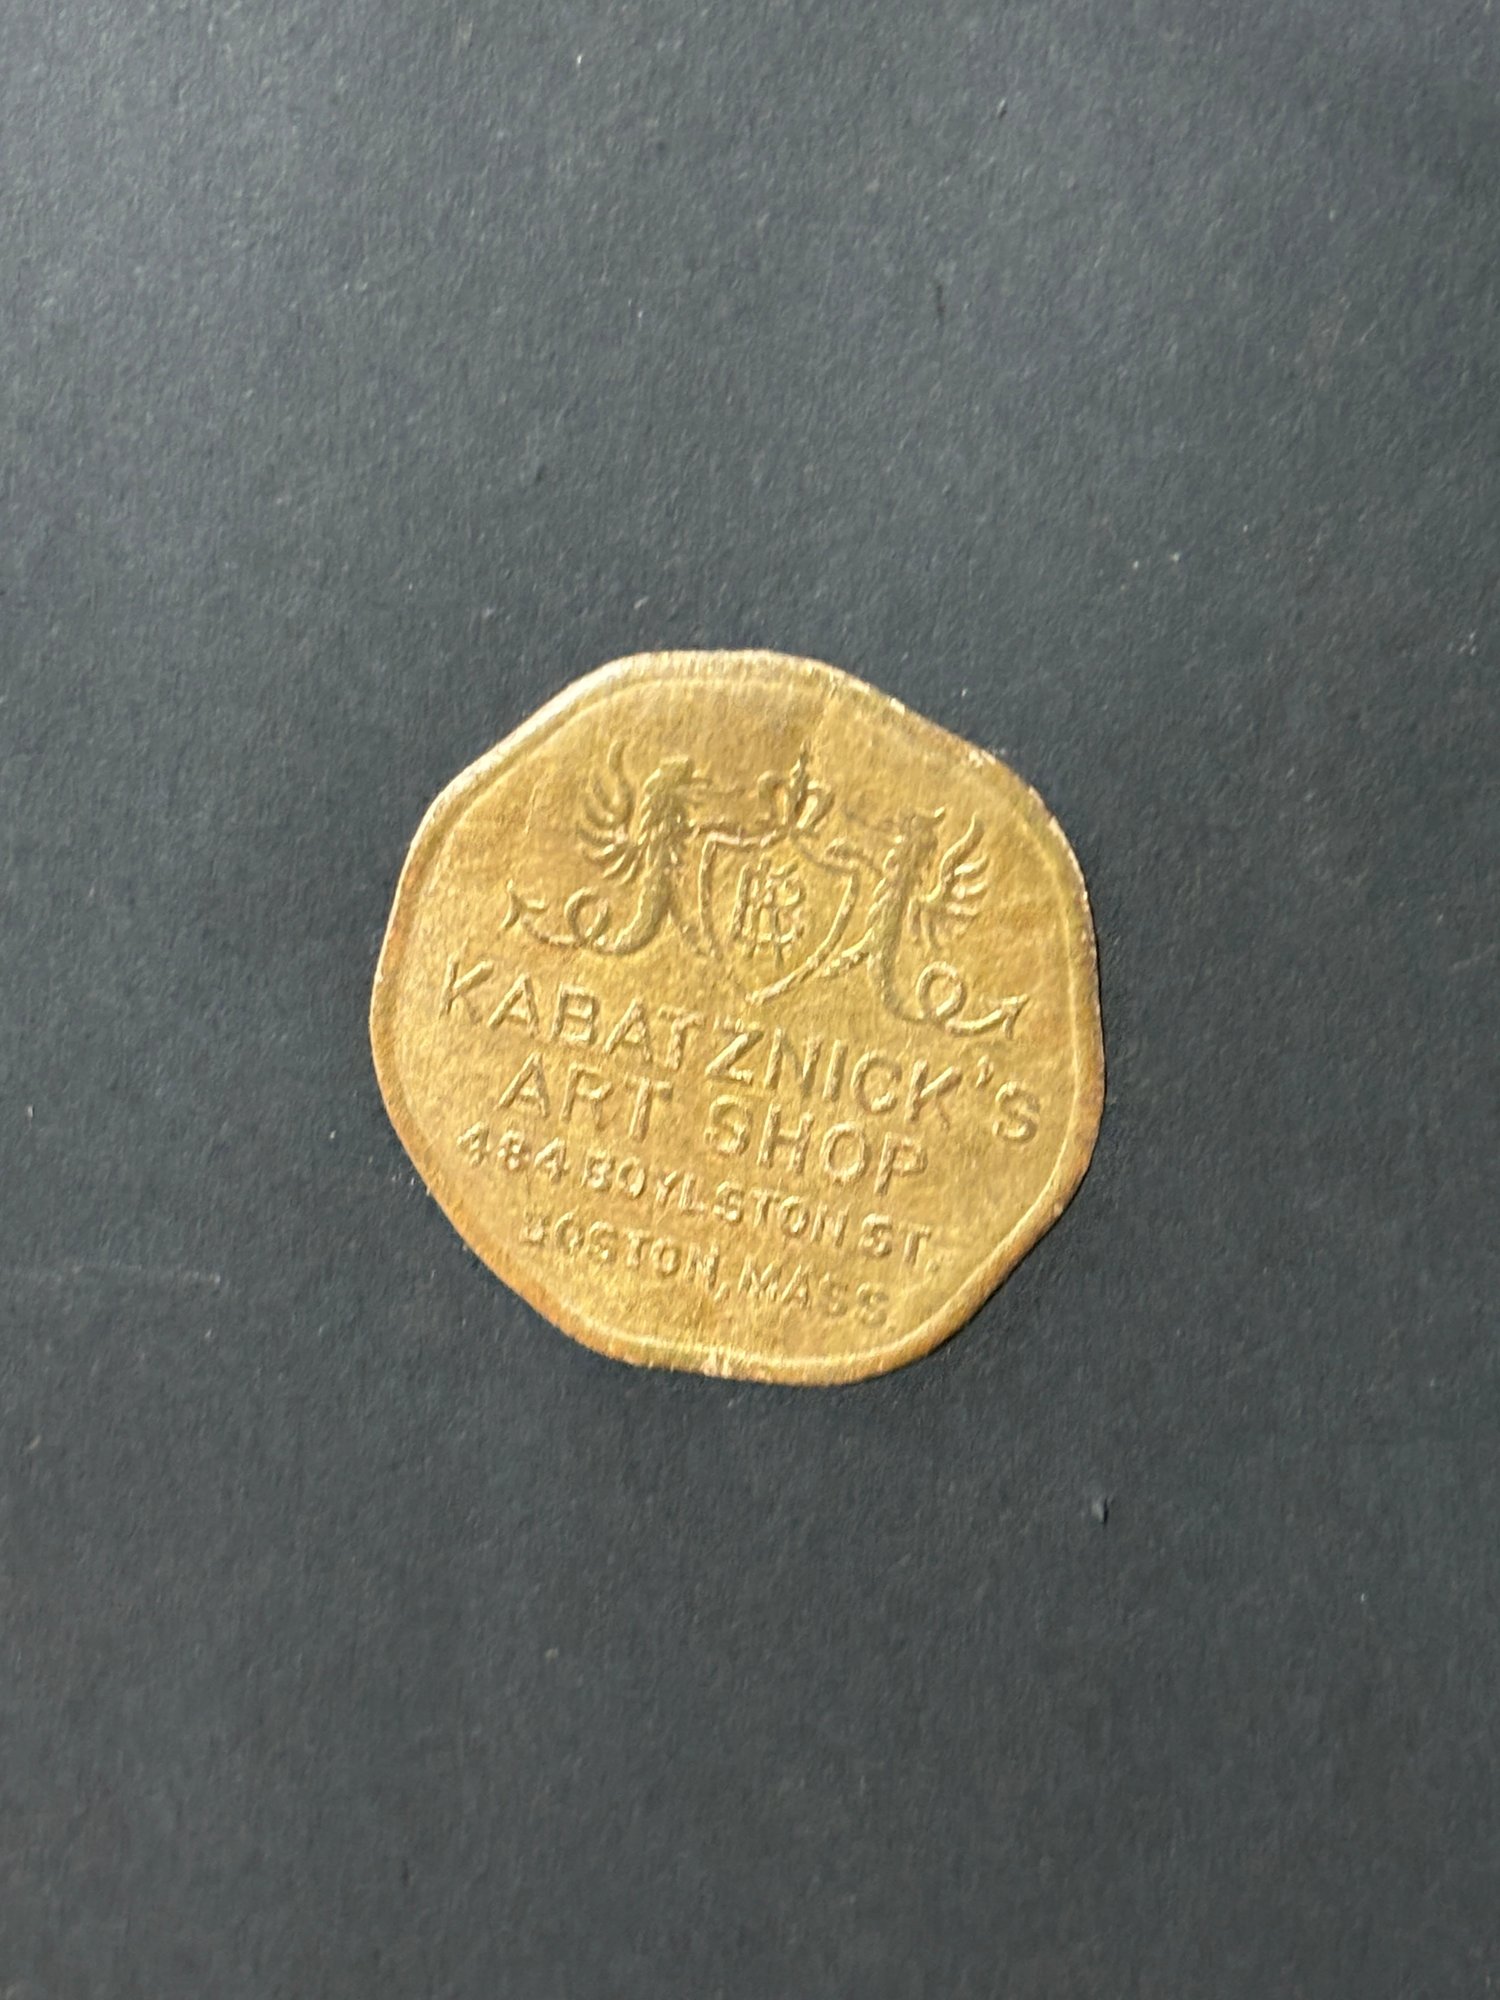 KABATZNICK'S
ART SHOP
484 BOYLSTON ST.
BOSTON, MASS.